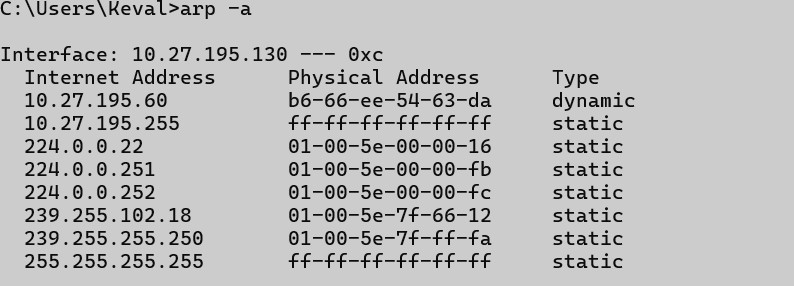 C:\Users\Keval>arp -a
Interface: 10.27.195.130 --- 0xc
Internet Address Physical Address Type
10.27.195.60 b6-66-ee-54-63-da dynamic
10.27.195.255 ff-ff-ff-ff-ff-ff static
224.0.0.22 01-00-5e-00-00-16 static
224.0.0.251 01-00-5e-00-00-fb static
224.0.0.252 01-00-5e-00-00-fc static
239.255.102.18 01-00-5e-7f-66-12 static
239.255.255.250 01-00-5e-7f-ff-fa static
255.255.255.255 ff-ff-ff-ff-ff-ff static